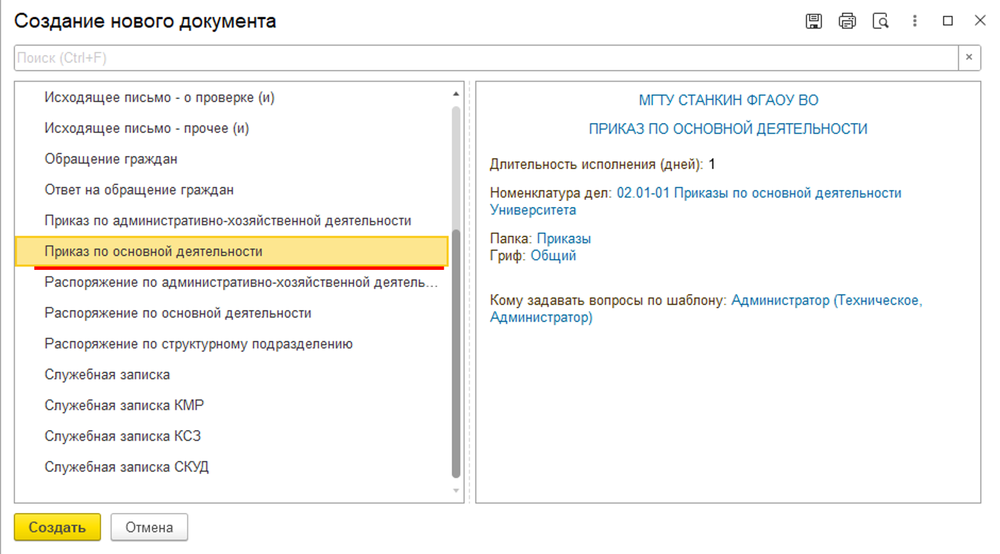 Создание нового документа
Поиск (Ctrl+F)
Исходящее письмо - о проверке (и)
Исходящее письмо - прочее (и)
Обращение граждан
Ответ на обращение граждан
Приказ по административно-хозяйственной деятельности
Приказ по основной деятельности
Распоряжение по административно-хозяйственной деятель...
Распоряжение по основной деятельности
Распоряжение по структурному подразделению
Служебная записка
Служебная записка КМР
Служебная записка КСЗ
Служебная записка СКУД
МГТУ СТАНКИН ФГАОУ ВО
ПРИКАЗ ПО ОСНОВНОЙ ДЕЯТЕЛЬНОСТИ
Длительность исполнения (дней): 1
Номенклатура дел: 02.01-01 Приказы по основной деятельности
Университета
Папка: Приказы
Гриф: Общий
Кому задавать вопросы по шаблону: Администратор (Техническое,
Администратор)
Создать
Отмена